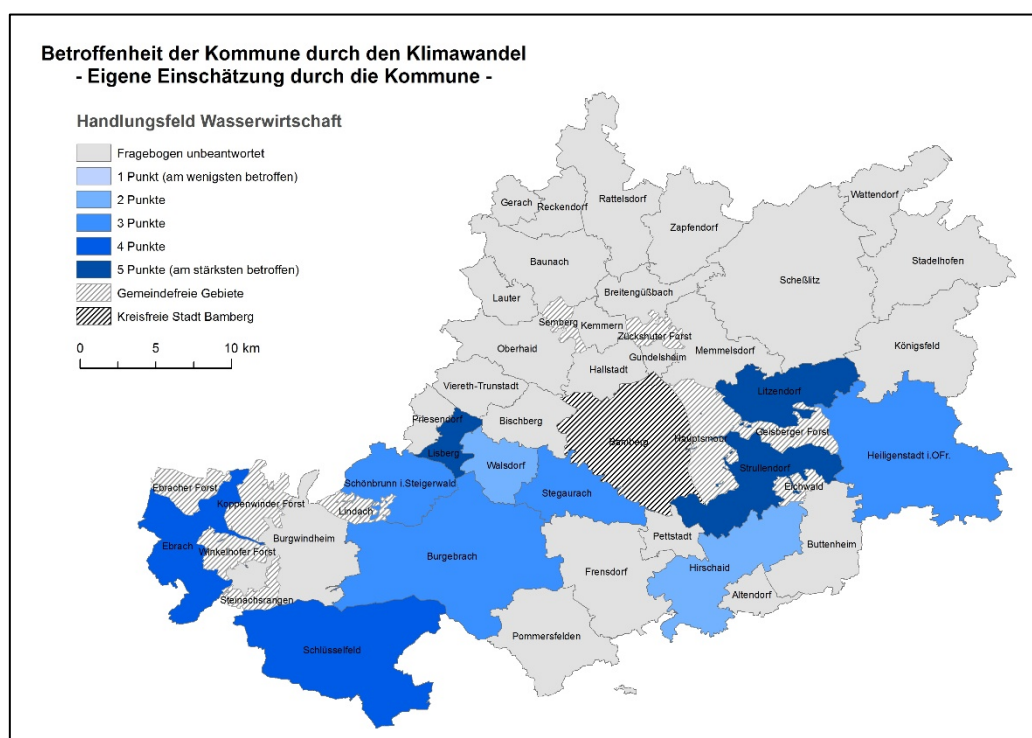 Betroffenheit der Kommune durch den Klimawandel
- Eigene Einschätzung durch die Kommune -
Handlungsfeld Wasserwirtschaft
Fragebogen unbeantwortet
1 Punkt (am wenigsten betroffen)
2 Punkte
3 Punkte
4 Punkte
5 Punkte (am stärksten betroffen)
Gemeindefreie Gebiete
Kreisfreie Stadt Bamberg
0 5 10 km
Wattendorf
Gerach
Reckendorf
Rattelsdorf
Zapfendorf
Stadelhofen
Baunach
Scheßlitz
Lauter
Breitengüßbach
Semberg
Kemmern
Zückshuter Forst
Oberhaid
Gundelsheim
Memmelsdorf
Königsfeld
Hallstadt
Viereth-Trunstadt
Litzendorf
Priesendorf
Bischberg
Geisberger Forst
Bamberg
Hauptsmoor
Lisberg
Walsdorf
Heiligenstadt i.OFr.
Strullendorf
Schönbrunn i.Steigerwald
Stegaurach
Ebracher Forst
Eichwald
Koppenwinder Forst
Lindach
Burgwindheim
Pettstadt
Buttenheim
Ebrach
Winkelhofer Forst
Burgebrach
Frensdorf
Hirschaid
Altendorf
Steinachsrangen
Pommersfelden
Schlüsselfeld